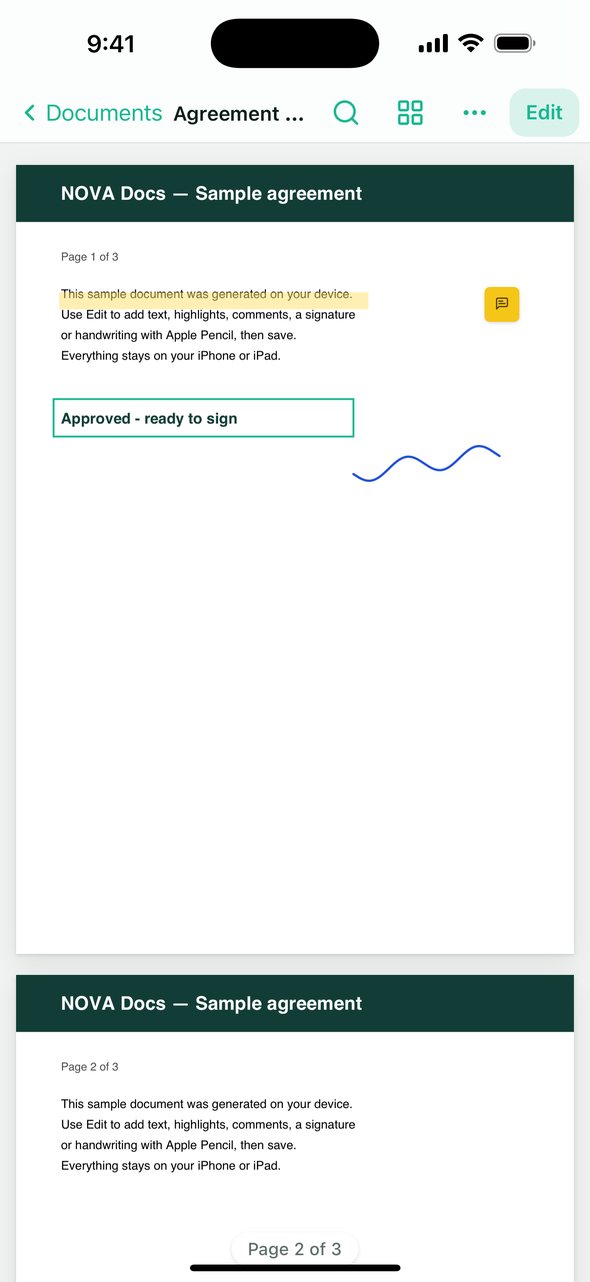 9:41
Documents Agreement ... Edit
NOVA Docs — Sample agreement
Page 1 of 3
This sample document was generated on your device.
Use Edit to add text, highlights, comments, a signature
or handwriting with Apple Pencil, then save.
Everything stays on your iPhone or iPad.
Approved - ready to sign
NOVA Docs — Sample agreement
Page 2 of 3
This sample document was generated on your device.
Use Edit to add text, highlights, comments, a signature
or handwriting with Apple Pencil, then save.
Everything stays on your iPhone or iPad.
Page 2 of 3